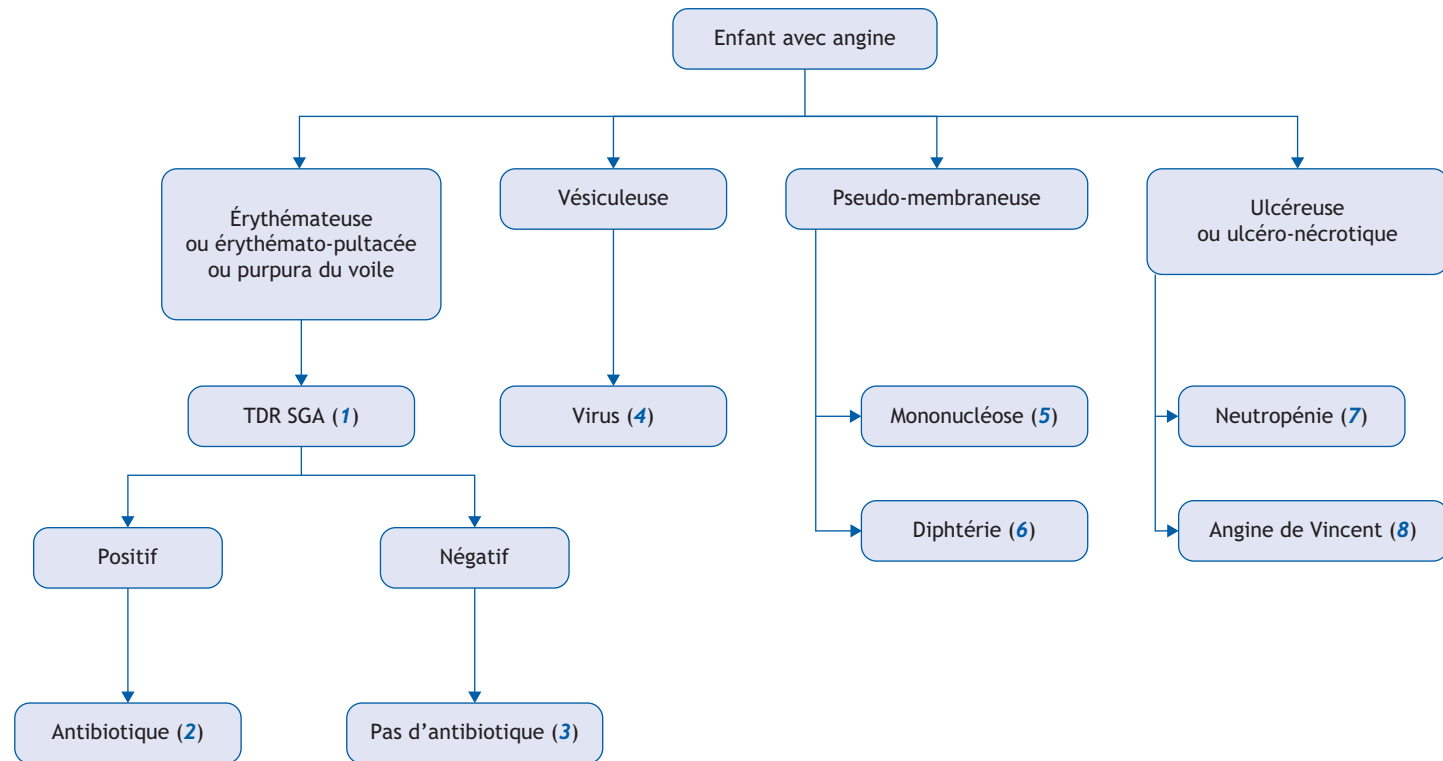 Enfant avec angine
Érythémateuse
ou érythémato-pultacée
ou purpura du voile
Vésiculeuse
Pseudo-membraneuse
Ulcéreuse
ou ulcéro-nécrotique
TDR SGA (1)
Virus (4)
Mononucléose (5)
Neutropénie (7)
Diphtérie (6)
Angine de Vincent (8)
Positif
Négatif
Antibiotique (2)
Pas d’antibiotique (3)